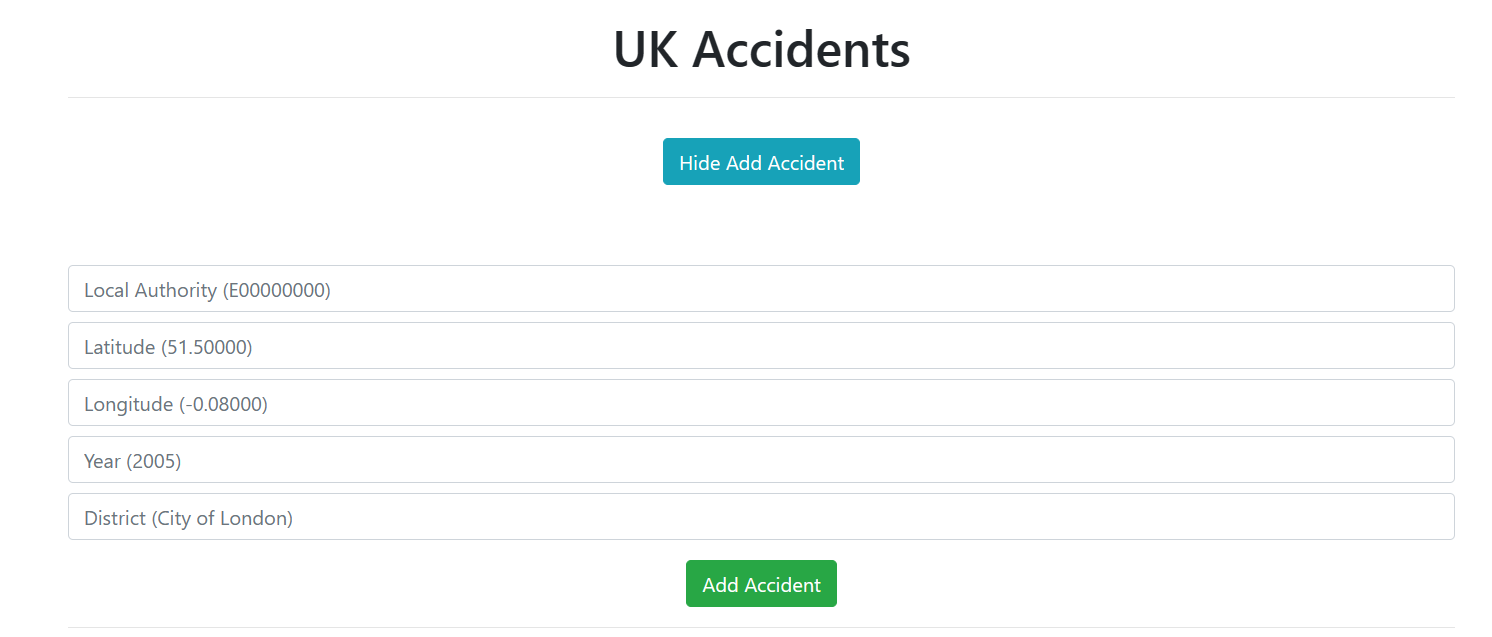 UK Accidents
Hide Add Accident
Local Authority (E00000000)
Latitude (51.50000)
Longitude (-0.08000)
Year (2005)
District (City of London)
Add Accident